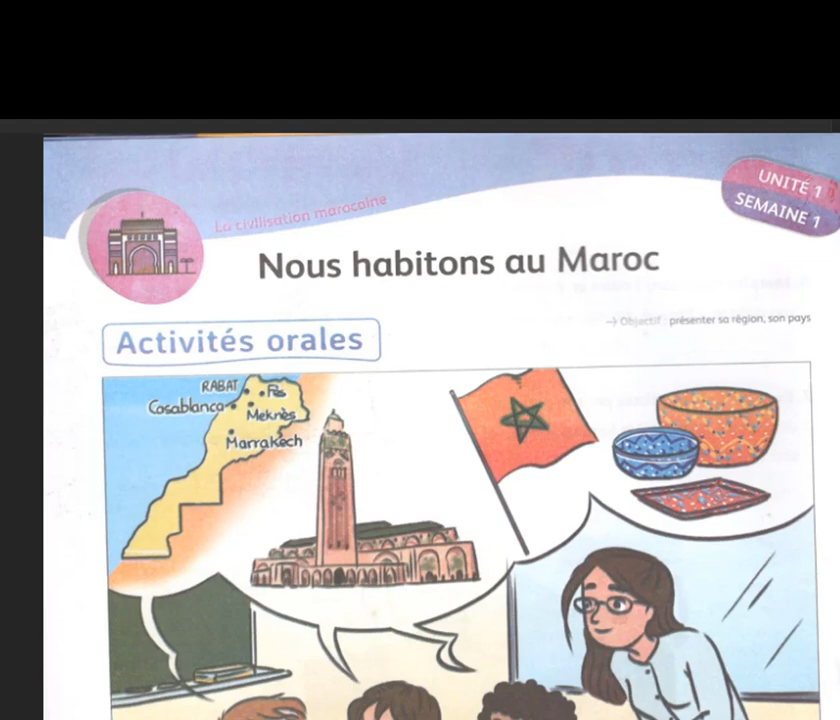 UNITÉ 1
SEMAINE 1
La civilisation marocaine
Nous habitons au Maroc
→ Objectif : présenter sa région, son pays
Activités orales
RABAT
Fès
Casablanca
Meknès
Marrakech